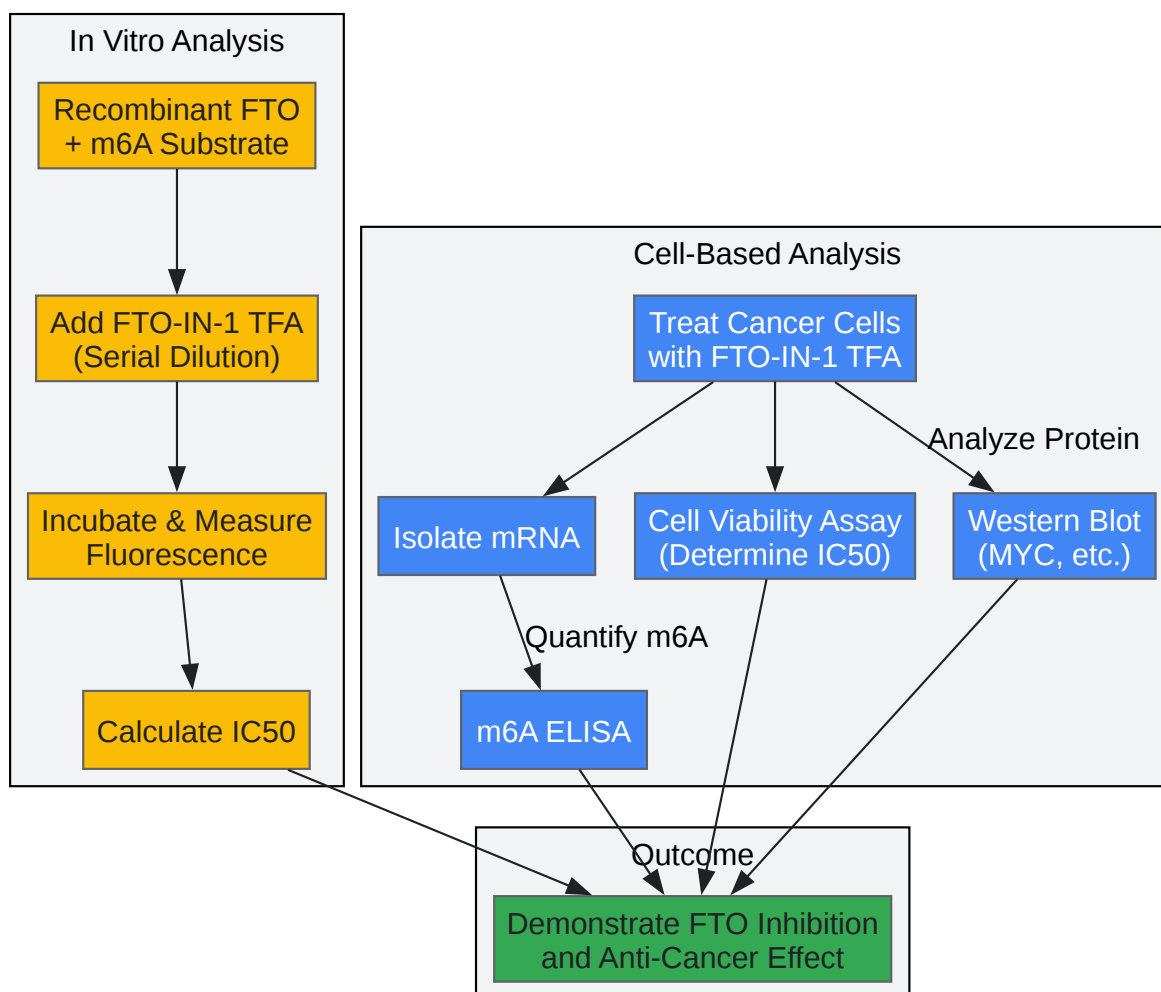 In Vitro Analysis
Recombinant FTO
+ m6A Substrate
Add FTO-IN-1 TFA
(Serial Dilution)
Incubate & Measure
Fluorescence
Calculate IC50
Cell-Based Analysis
Treat Cancer Cells
with FTO-IN-1 TFA
Analyze Protein
Isolate mRNA
Cell Viability Assay
(Determine IC50)
Western Blot
(MYC, etc.)
Quantify m6A
m6A ELISA
Outcome
Demonstrate FTO Inhibition
and Anti-Cancer Effect